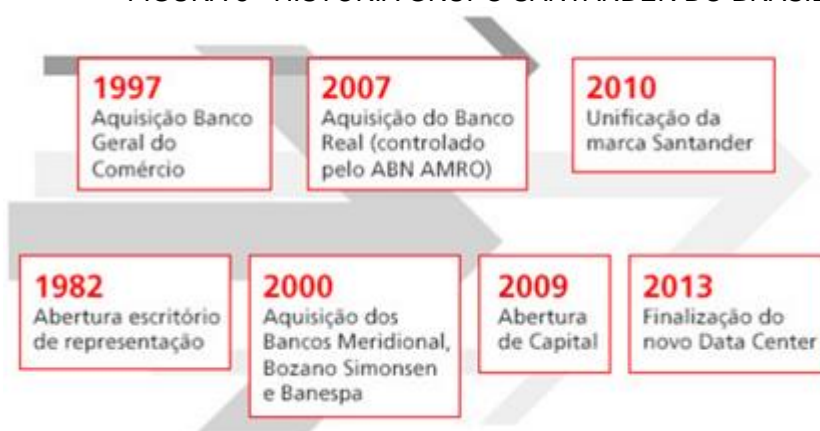 1997
Aquisição Banco
Geral do
Comércio
2007
Aquisição do Banco
Real (controlado
pelo ABN AMRO)
2010
Unificação da
marca Santander
1982
Abertura escritório
de representação
2000
Aquisição dos
Bancos Meridional,
Bozano Simonsen
e Banespa
2009
Abertura
de Capital
2013
Finalização do
novo Data Center